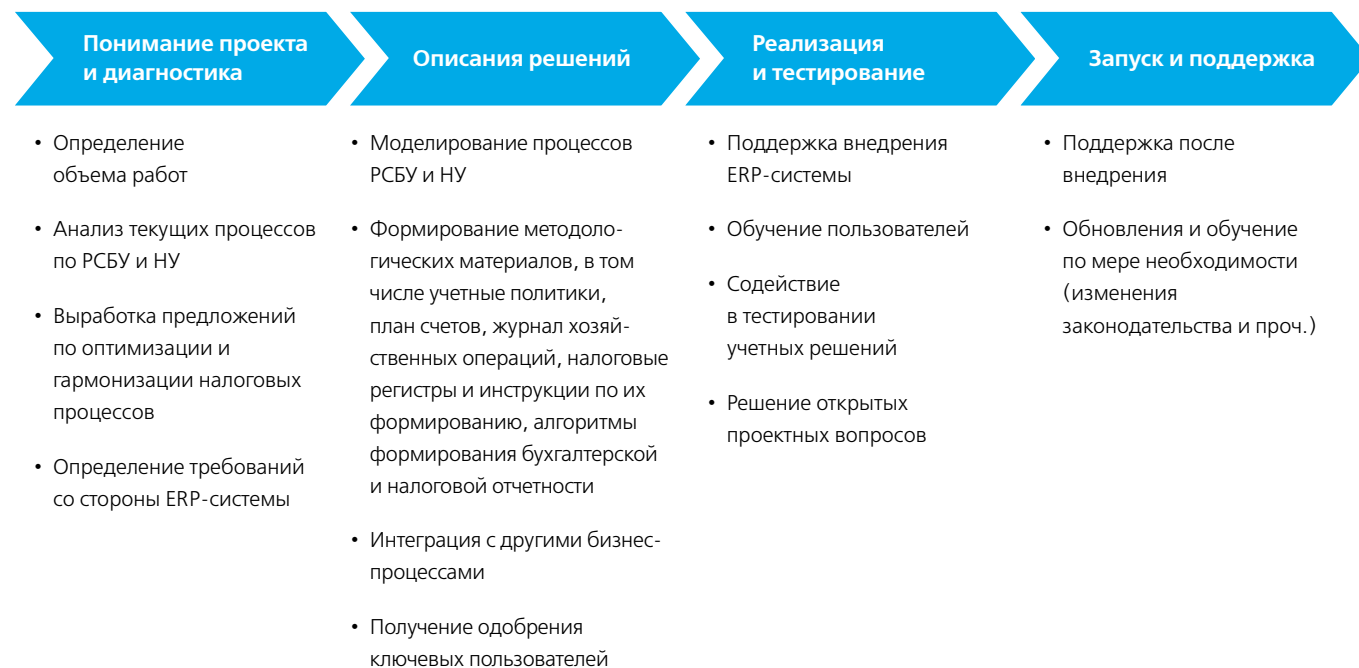 Понимание проекта
и диагностика
Описания решений
Реализация
и тестирование
Запуск и поддержка
• Определение
объема работ
• Анализ текущих процессов
по РСБУ и НУ
• Выработка предложений
по оптимизации и
гармонизации налоговых
процессов
• Определение требований
со стороны ERP-системы
• Моделирование процессов
РСБУ и НУ
• Формирование методоло-
гических материалов, в том
числе учетные политики,
план счетов, журнал хозяй-
ственных операций, налоговые
регистры и инструкции по их
формированию, алгоритмы
формирования бухгалтерской
и налоговой отчетности
• Интеграция с другими бизнес-
процессами
• Получение одобрения
ключевых пользователей
• Поддержка внедрения
ERP-системы
• Обучение пользователей
• Содействие
в тестировании
учетных решений
• Решение открытых
проектных вопросов
• Поддержка после
внедрения
• Обновления и обучение
по мере необходимости
(изменения
законодательства и проч.)